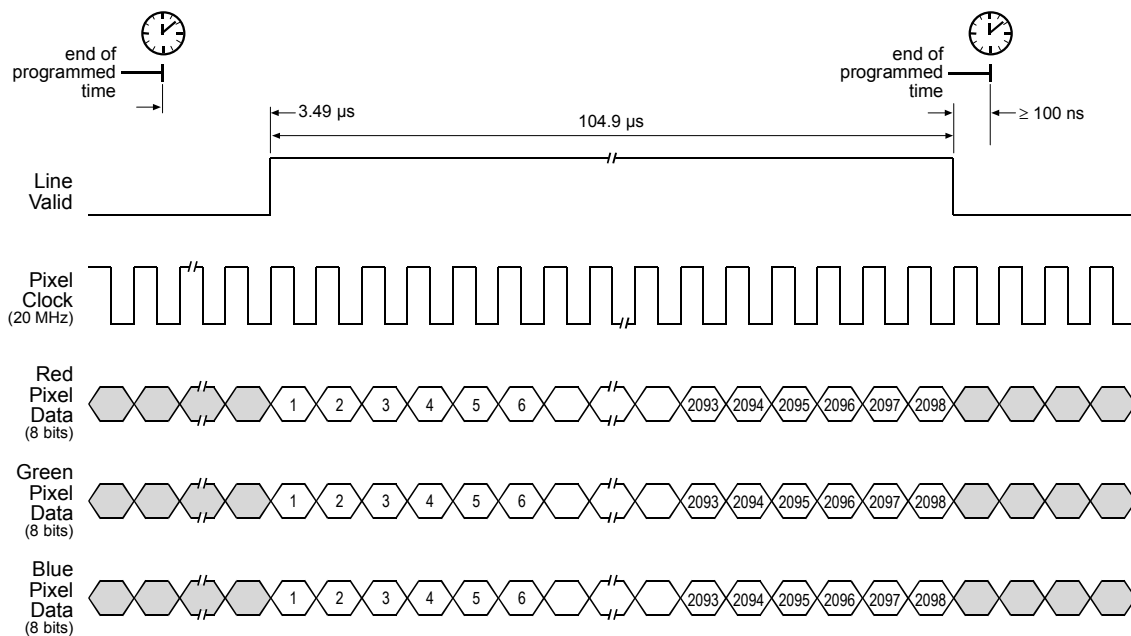 end of
programmed
time
end of
programmed
time
3.49 µs
104.9 µs
≥ 100 ns
Line
Valid
Pixel
Clock
(20 MHz)
Red
Pixel
Data
(8 bits)
1 2 3 4 5 6 2093 2094 2095 2096 2097 2098
Green
Pixel
Data
(8 bits)
1 2 3 4 5 6 2093 2094 2095 2096 2097 2098
Blue
Pixel
Data
(8 bits)
1 2 3 4 5 6 2093 2094 2095 2096 2097 2098